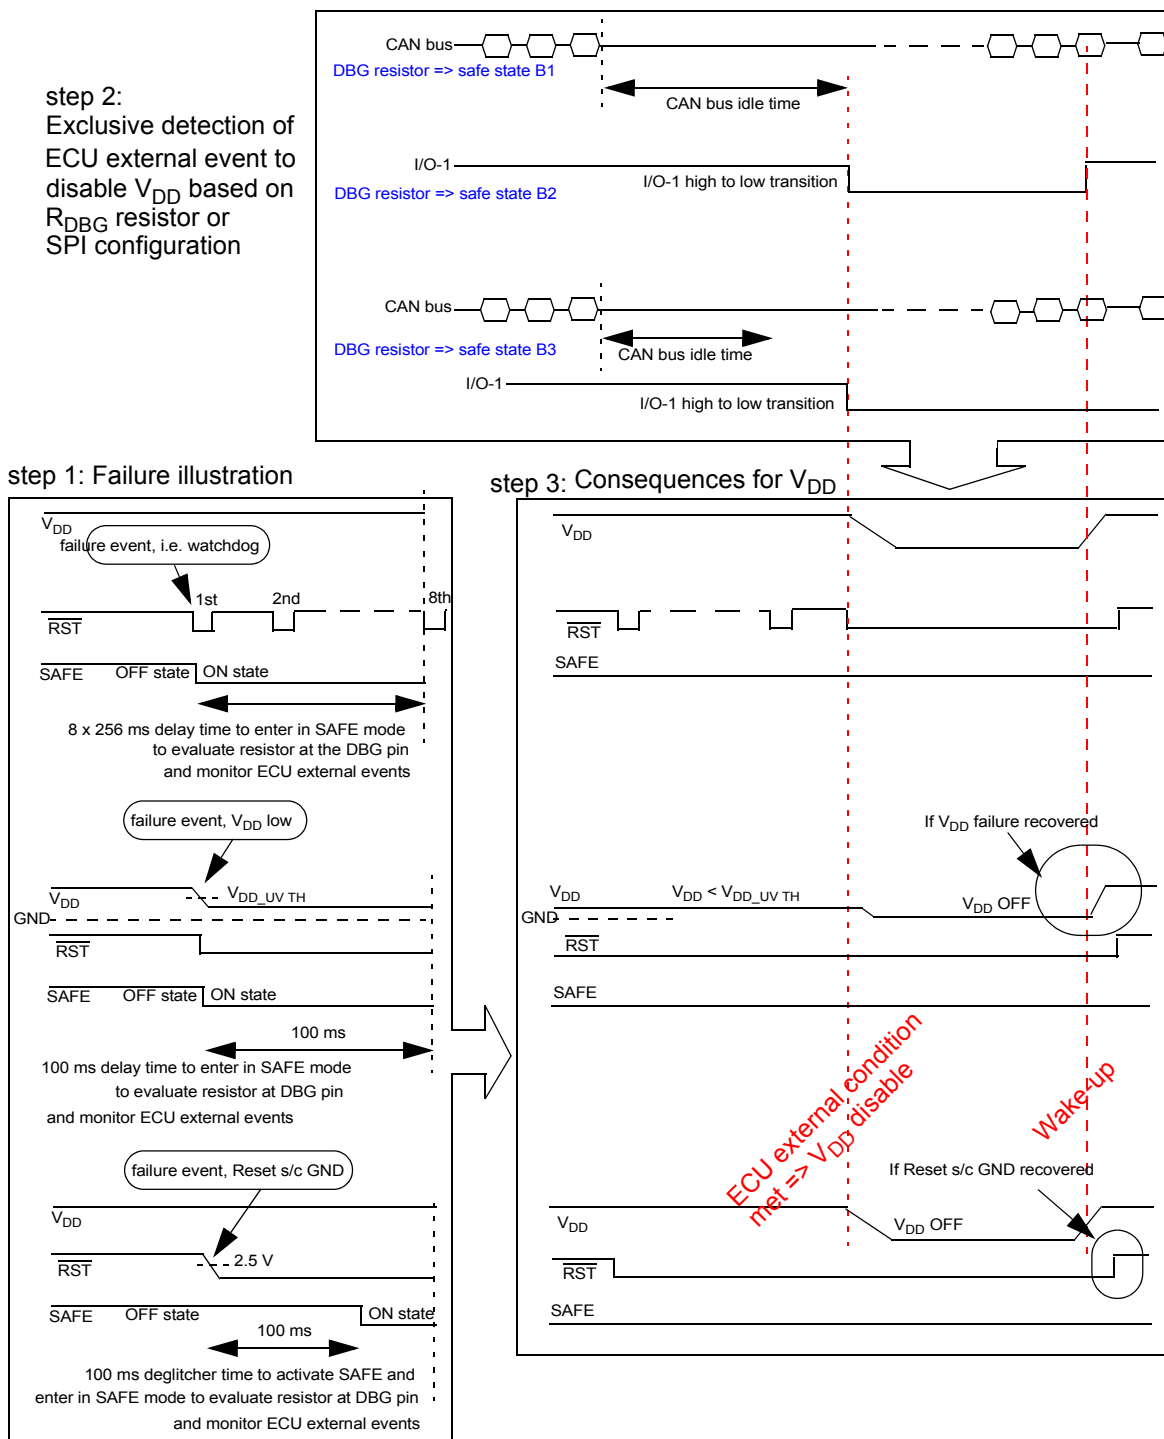 step 2:
Exclusive detection of
ECU external event to
disable VDD based on
RDBG resistor or
SPI configuration
CAN bus
DBG resistor => safe state B1
CAN bus idle time
I/O-1
I/O-1 high to low transition
DBG resistor => safe state B2
CAN bus
DBG resistor => safe state B3
CAN bus idle time
I/O-1
I/O-1 high to low transition
step 1: Failure illustration
VDD
failure event, i.e. watchdog
1st
2nd
8th
RST
SAFE
OFF state
ON state
8 x 256 ms delay time to enter in SAFE mode
to evaluate resistor at the DBG pin
and monitor ECU external events
failure event, VDD low
VDD
VDD_UV TH
GND
RST
SAFE
OFF state
ON state
100 ms
100 ms delay time to enter in SAFE mode
to evaluate resistor at DBG pin
and monitor ECU external events
failure event, Reset s/c GND
VDD
RST
2.5 V
SAFE
OFF state
ON state
100 ms
100 ms deglitcher time to activate SAFE and
enter in SAFE mode to evaluate resistor at DBG pin
and monitor ECU external events
step 3: Consequences for VDD
VDD
RST
SAFE
If VDD failure recovered
VDD
VDD < VDD_UV TH
VDD OFF
GND
RST
SAFE
ECU external condition
met => VDD disable
Wake-up
If Reset s/c GND recovered
VDD
VDD OFF
RST
SAFE